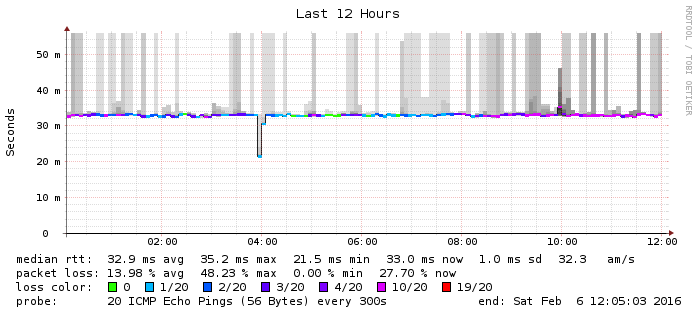 Last 12 Hours
RRDTOOL / TOBI OETIKER
Seconds
50 m
40 m
30 m
20 m
10 m
0
02:00 04:00 06:00 08:00 10:00 12:00
median rtt: 32.9 ms avg 35.2 ms max 21.5 ms min 33.0 ms now 1.0 ms sd 32.3 am/s
packet loss: 13.98 % avg 48.23 % max 0.00 % min 27.70 % now
loss color: 0 1/20 2/20 3/20 4/20 10/20 19/20
probe: 20 ICMP Echo Pings (56 Bytes) every 300s end: Sat Feb 6 12:05:03 2016